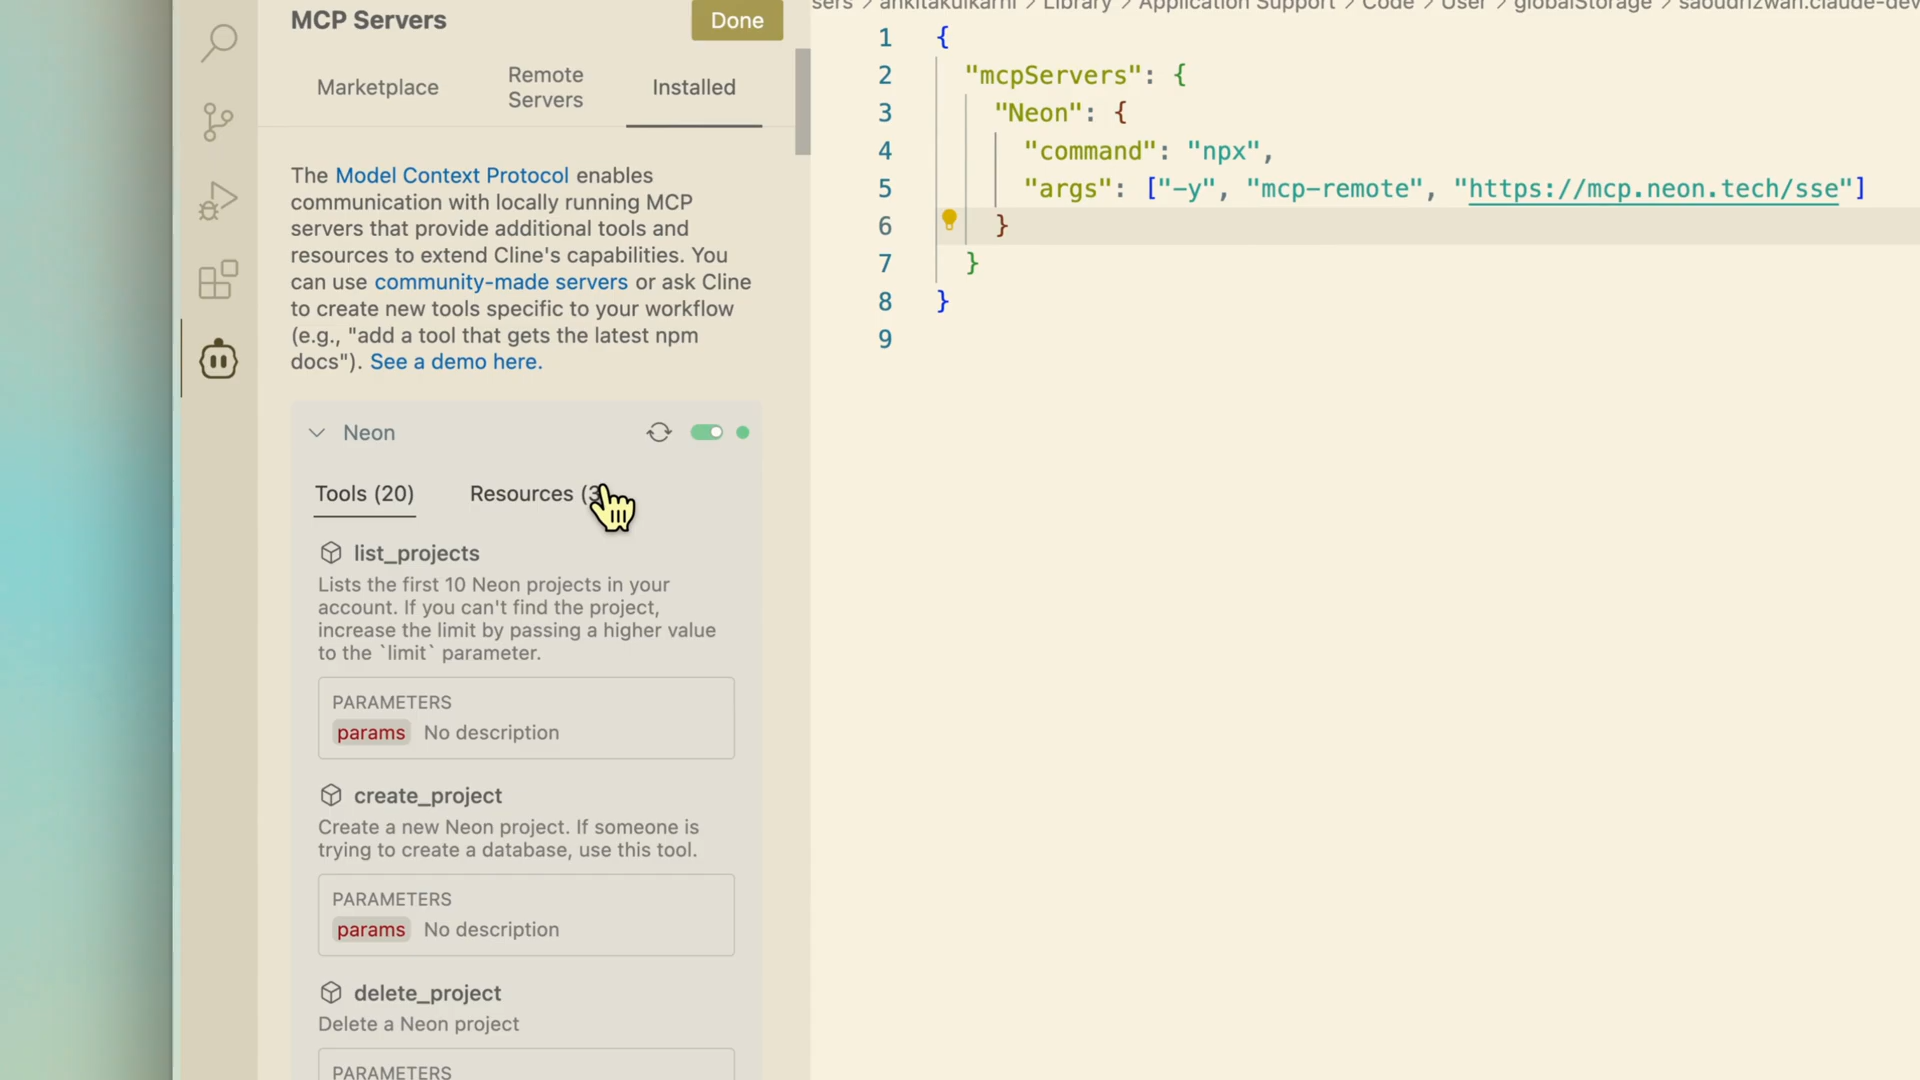 MCP Servers
Done
Marketplace
Remote
Servers
Installed
The Model Context Protocol enables
communication with locally running MCP
servers that provide additional tools and
resources to extend Cline's capabilities. You
can use community-made servers or ask Cline
to create new tools specific to your workflow
(e.g., "add a tool that gets the latest npm
docs"). See a demo here.
Neon
Tools (20)
Resources (3
list_projects
Lists the first 10 Neon projects in your
account. If you can't find the project,
increase the limit by passing a higher value
to the `limit` parameter.
PARAMETERS
params No description
create_project
Create a new Neon project. If someone is
trying to create a database, use this tool.
PARAMETERS
params No description
delete_project
Delete a Neon project
PARAMETERS
sers > ankitakulkarni > Library > Application Support > Code > User > globalStorage > saoudrizwan.claude-dev
1 {
2 "mcpServers": {
3 "Neon": {
4 "command": "npx",
5 "args": ["-y", "mcp-remote", "https://mcp.neon.tech/sse"]
6 }
7 }
8 }
9